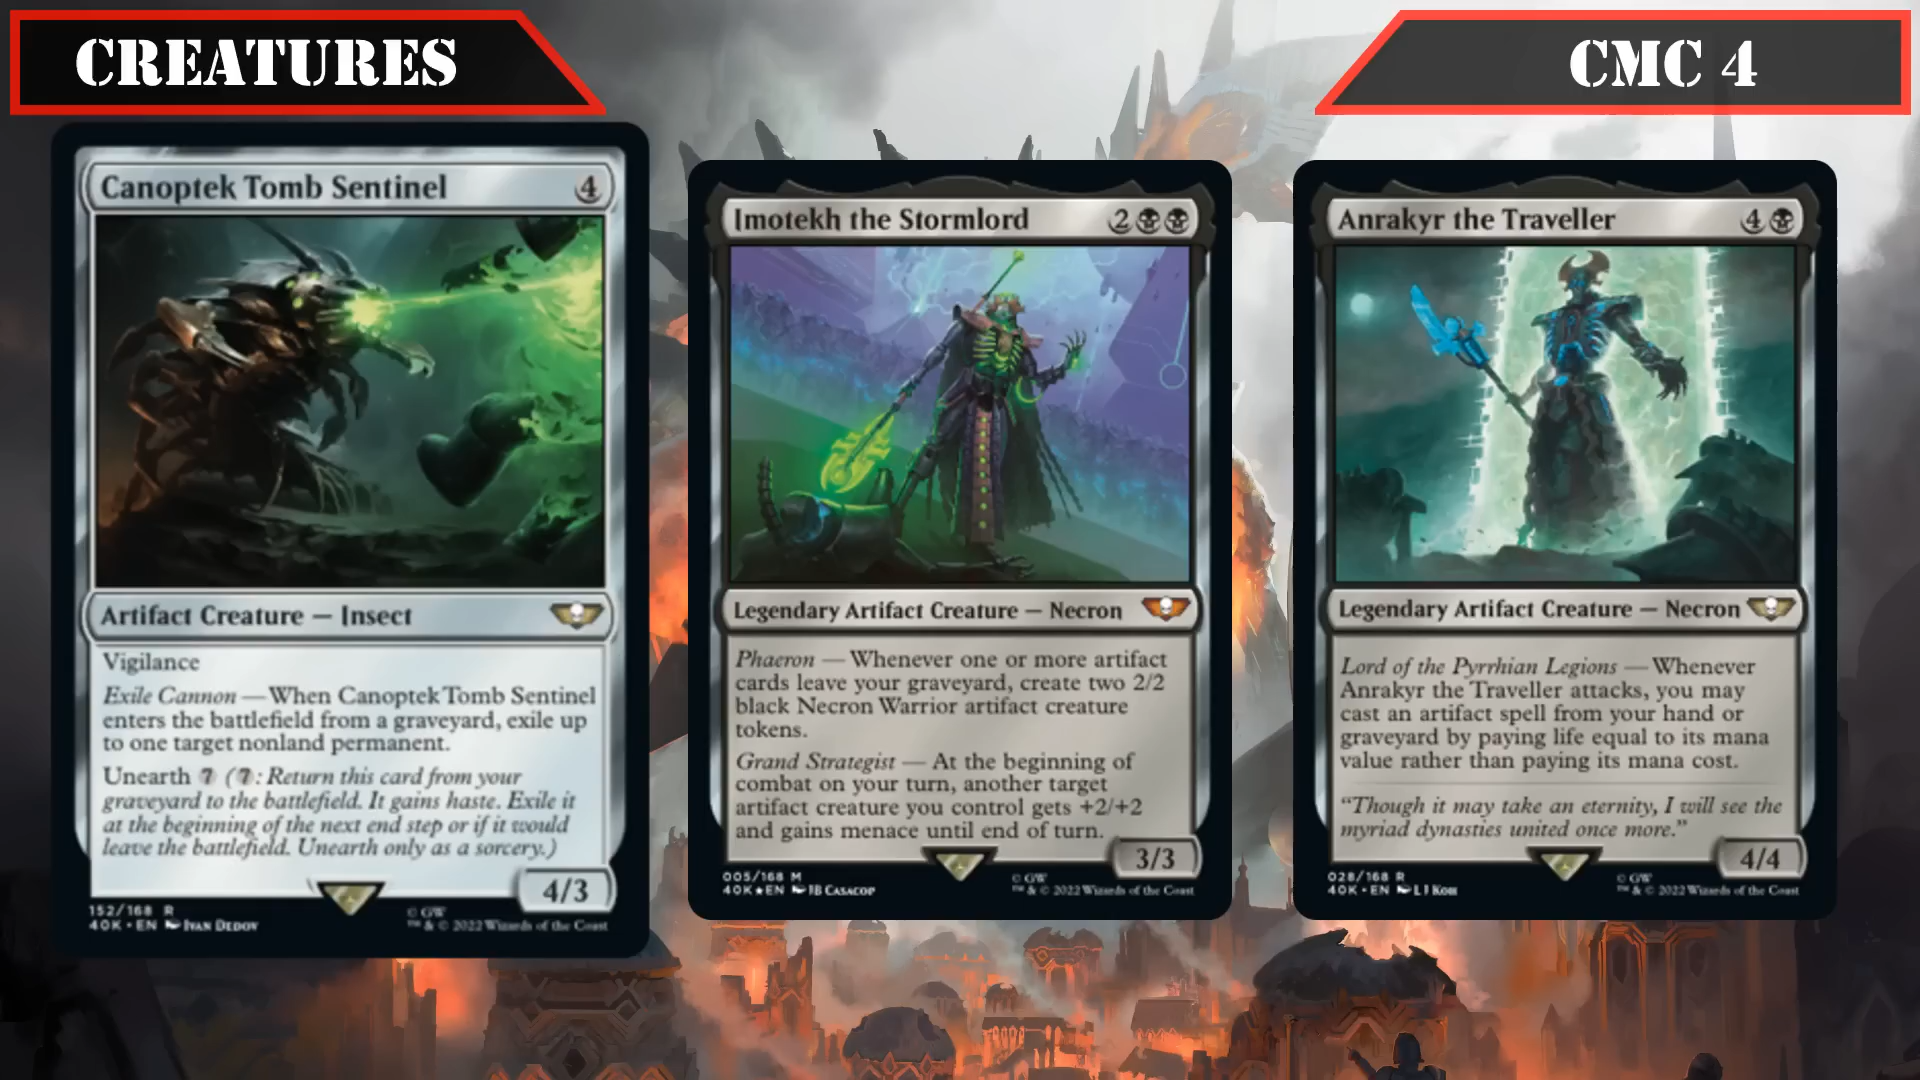 CREATURES
CMC 4
Canoptek Tomb Sentinel 4
Artifact Creature — Insect
Vigilance
Exile Cannon — When Canoptek Tomb Sentinel
enters the battlefield from a graveyard, exile up
to one target nonland permanent.
Unearth 7 (7: Return this card from your
graveyard to the battlefield. It gains haste. Exile it
at the beginning of the next end step or if it would
leave the battlefield. Unearth only as a sorcery.)
4/3
152/168 R
40K • EN IVAN DEDOV
© GW
™ & © 2022 Wizards of the Coast
Imotekh the Stormlord 2
Legendary Artifact Creature — Necron
Phaeron — Whenever one or more artifact
cards leave your graveyard, create two 2/2
black Necron Warrior artifact creature
tokens.
Grand Strategist — At the beginning of
combat on your turn, another target
artifact creature you control gets +2/+2
and gains menace until end of turn.
3/3
005/168 M
40K★EN JB CASACOP
© GW
™ & © 2022 Wizards of the Coast
Anrakyr the Traveller 4
Legendary Artifact Creature — Necron
Lord of the Pyrrhian Legions — Whenever
Anrakyr the Traveller attacks, you may
cast an artifact spell from your hand or
graveyard by paying life equal to its mana
value rather than paying its mana cost.
“Though it may take an eternity, I will see the
myriad dynasties united once more.”
4/4
028/168 R
40K • EN L J KOH
© GW
™ & © 2022 Wizards of the Coast